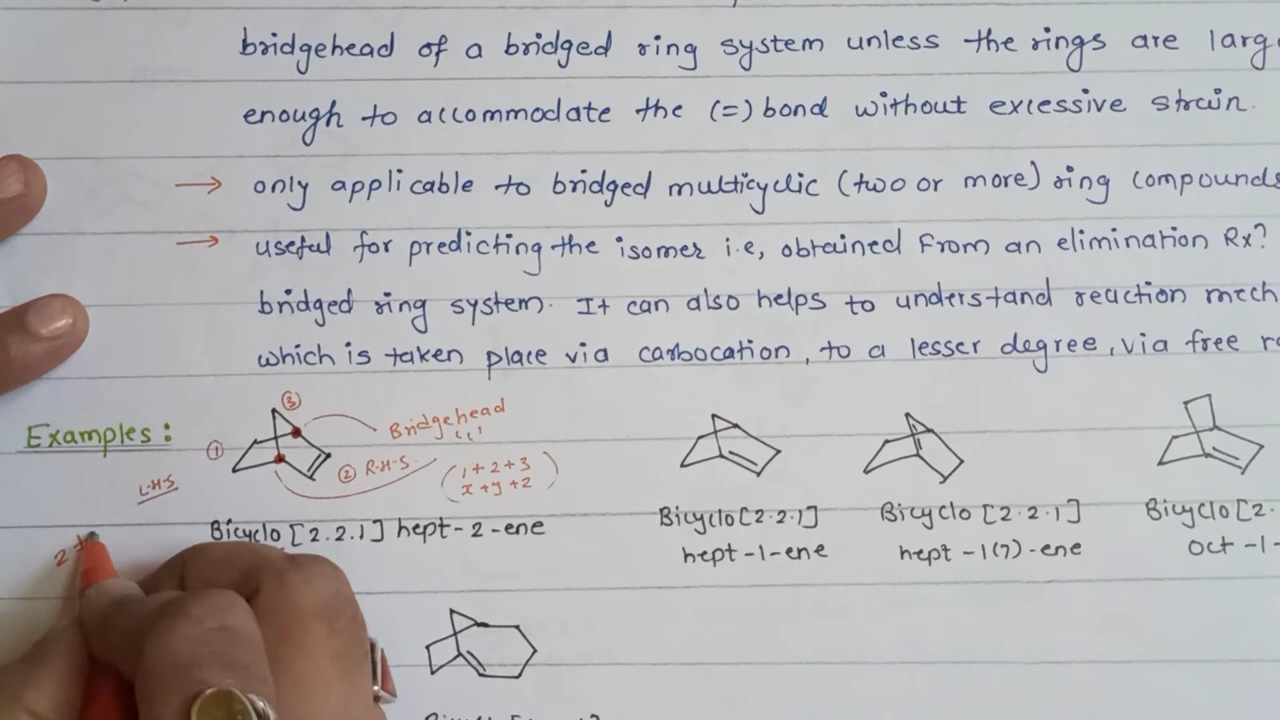 bridgehead of a bridged ring system unless the rings are larg
enough to accommodate the (=) bond without excessive strain.
→ only applicable to bridged multicyclic (two or more) ring compounds
→ useful for predicting the isomer i.e, obtained From an elimination Rx?
bridged ring system. It can also helps to understand reaction mech
which is taken place via carbocation, to a lesser degree, via free r
Examples:
③
Bridgehead
①
② R.H.S.
(1+2+3
x+y+2)
L.H.S
Bicyclo [2.2.1] hept-2-ene
Bicyclo[2.2.1]
hept-1-ene
Bicyclo [2.2.1]
hept-1(7)-ene
Bicyclo[2.
oct-1-
2+